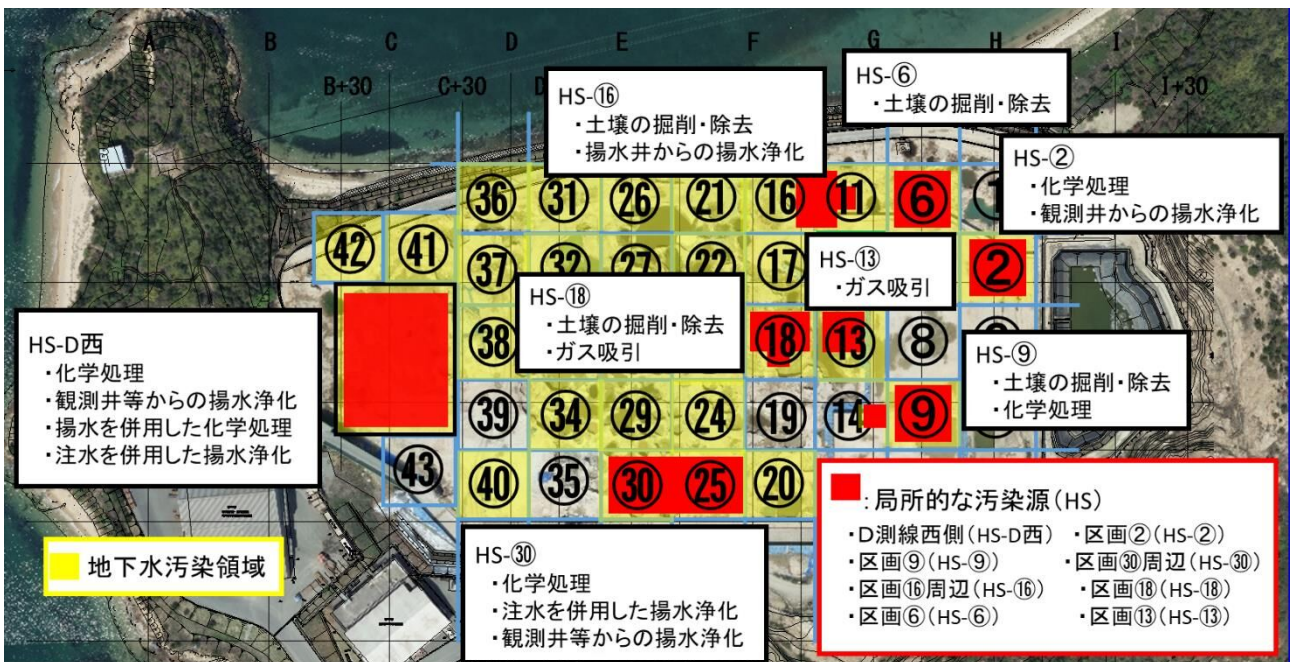 A B C D E F G H I
B+30 C+30 I+30
HS-⑯
・土壌の掘削・除去
・揚水井からの揚水浄化
HS-⑥
・土壌の掘削・除去
HS-②
・化学処理
・観測井からの揚水浄化
㊱ ㉛ ㉖ ㉑ ⑯ ⑪ ⑥
㊷ ㊶ ㊲ ㉜ ㉗ ㉒ ⑰ ②
HS-⑬
・ガス吸引
HS-⑱
・土壌の掘削・除去
・ガス吸引
㊳ ⑱ ⑬ ⑧
HS-D西
・化学処理
・観測井等からの揚水浄化
・揚水を併用した化学処理
・注水を併用した揚水浄化
HS-⑨
・土壌の掘削・除去
・化学処理
㊴ ㉞ ㉙ ㉔ ⑲ ⑭ ⑨
㊸ ㊵ ㉟ ㉚ ㉕ ⑳
地下水汚染領域
HS-㉚
・化学処理
・注水を併用した揚水浄化
・観測井等からの揚水浄化
:局所的な汚染源(HS)
・D測線西側(HS-D西) ・区画②(HS-②)
・区画⑨(HS-⑨) ・区画㉚周辺(HS-㉚)
・区画⑯周辺(HS-⑯) ・区画⑱(HS-⑱)
・区画⑥(HS-⑥) ・区画⑬(HS-⑬)